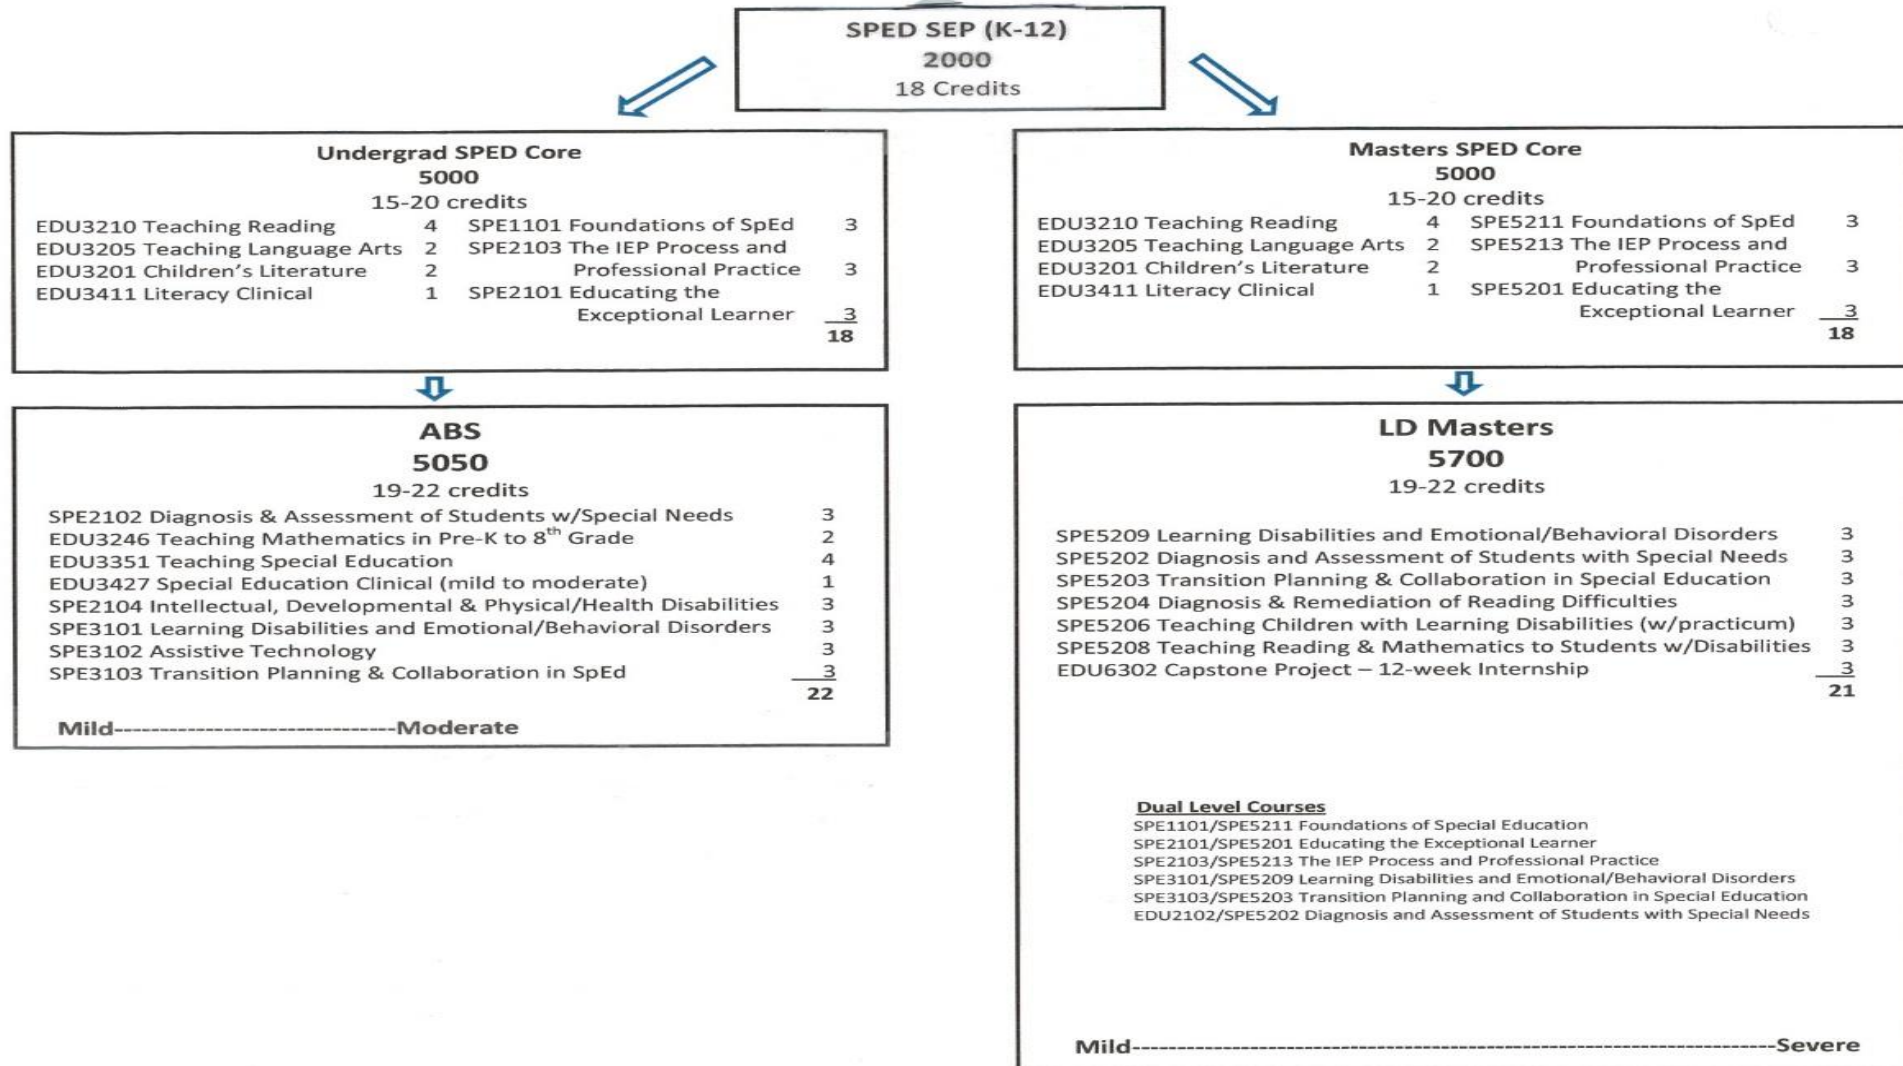 SPED SEP (K-12)
2000
18 Credits
Undergrad SPED Core
5000
15-20 credits
EDU3210 Teaching Reading 4 SPE1101 Foundations of SpEd 3
EDU3205 Teaching Language Arts 2 SPE2103 The IEP Process and
EDU3201 Children's Literature 2 Professional Practice 3
EDU3411 Literacy Clinical 1 SPE2101 Educating the
Exceptional Learner 3
18
Masters SPED Core
5000
15-20 credits
EDU3210 Teaching Reading 4 SPE5211 Foundations of SpEd 3
EDU3205 Teaching Language Arts 2 SPE5213 The IEP Process and
EDU3201 Children's Literature 2 Professional Practice 3
EDU3411 Literacy Clinical 1 SPE5201 Educating the
Exceptional Learner 3
18
ABS
5050
19-22 credits
SPE2102 Diagnosis & Assessment of Students w/Special Needs 3
EDU3246 Teaching Mathematics in Pre-K to 8th Grade 2
EDU3351 Teaching Special Education 4
EDU3427 Special Education Clinical (mild to moderate) 1
SPE2104 Intellectual, Developmental & Physical/Health Disabilities 3
SPE3101 Learning Disabilities and Emotional/Behavioral Disorders 3
SPE3102 Assistive Technology 3
SPE3103 Transition Planning & Collaboration in SpEd 3
22
Mild-------------------------------Moderate
LD Masters
5700
19-22 credits
SPE5209 Learning Disabilities and Emotional/Behavioral Disorders 3
SPE5202 Diagnosis and Assessment of Students with Special Needs 3
SPE5203 Transition Planning & Collaboration in Special Education 3
SPE5204 Diagnosis & Remediation of Reading Difficulties 3
SPE5206 Teaching Children with Learning Disabilities (w/practicum) 3
SPE5208 Teaching Reading & Mathematics to Students w/Disabilities 3
EDU6302 Capstone Project – 12-week Internship 3
21
Dual Level Courses
SPE1101/SPE5211 Foundations of Special Education
SPE2101/SPE5201 Educating the Exceptional Learner
SPE2103/SPE5213 The IEP Process and Professional Practice
SPE3101/SPE5209 Learning Disabilities and Emotional/Behavioral Disorders
SPE3103/SPE5203 Transition Planning and Collaboration in Special Education
EDU2102/SPE5202 Diagnosis and Assessment of Students with Special Needs
Mild-----------------------------------------------------------------------Severe